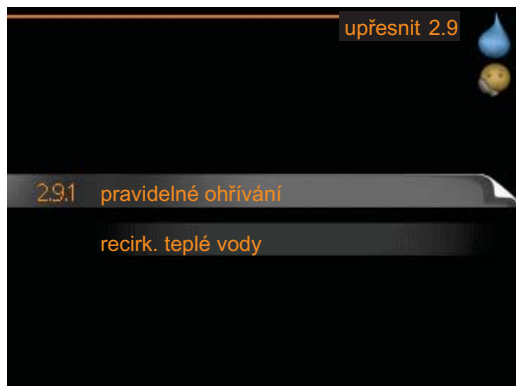 upřesnit 2.9
2.9.1 pravidelné ohřívání
recirk. teplé vody